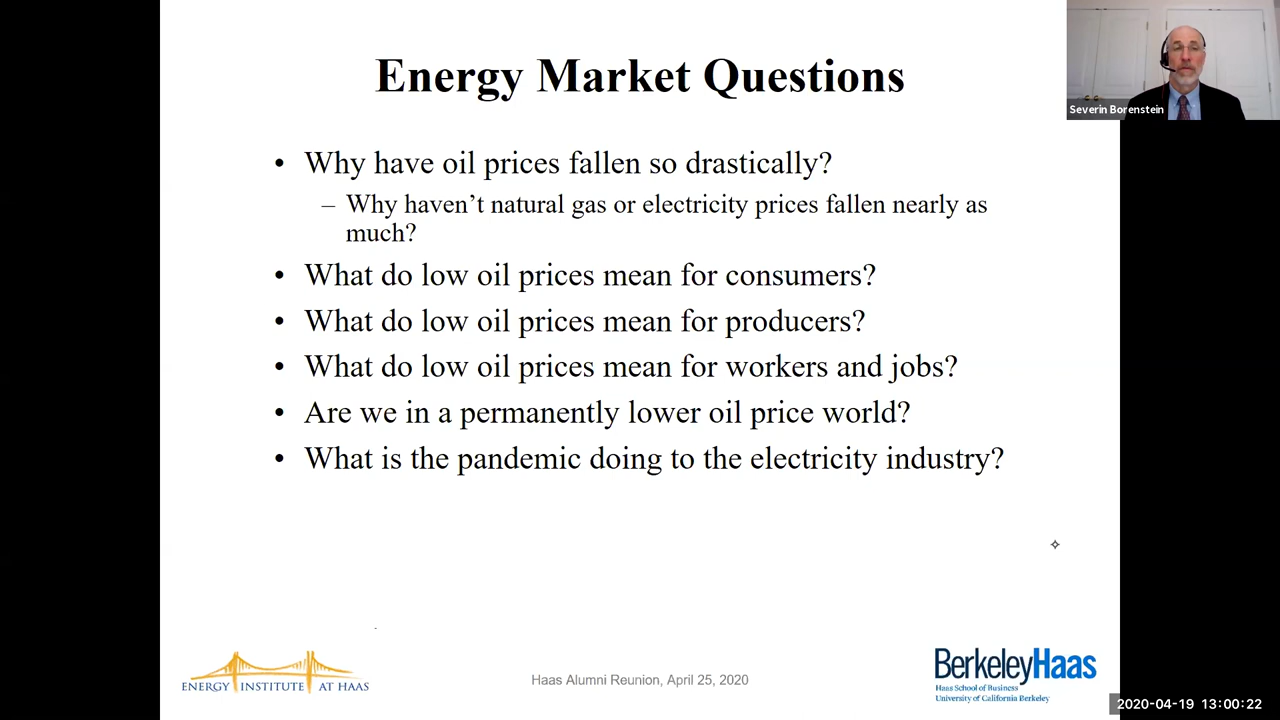 Energy Market Questions
Severin Borenstein
• Why have oil prices fallen so drastically?
– Why haven't natural gas or electricity prices fallen nearly as
much?
• What do low oil prices mean for consumers?
• What do low oil prices mean for producers?
• What do low oil prices mean for workers and jobs?
• Are we in a permanently lower oil price world?
• What is the pandemic doing to the electricity industry?
ENERGY INSTITUTE AT HAAS
Haas Alumni Reunion, April 25, 2020
BerkeleyHaas
Haas School of Business
University of California Berkeley
2020-04-19 13:00:22